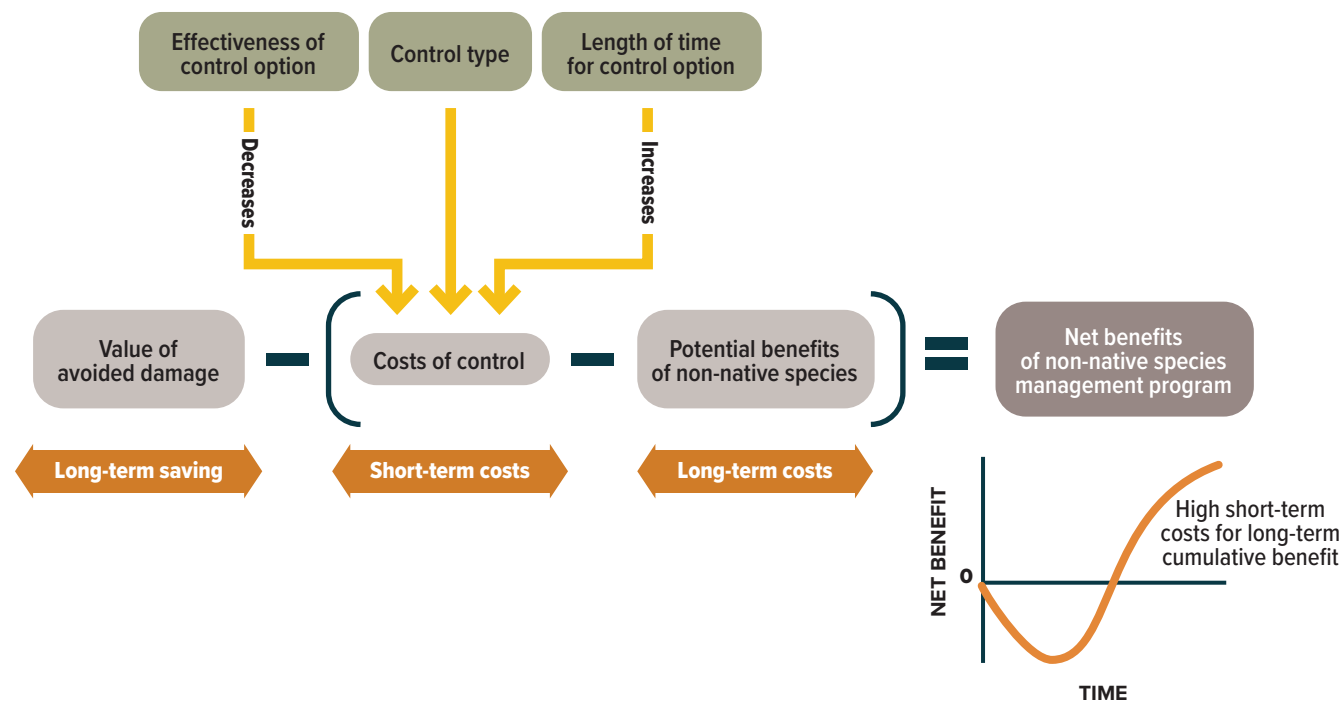 Effectiveness of
control option
Control type
Length of time
for control option
Decreases
Increases
Value of
avoided damage
Costs of control
Potential benefits
of non-native species
Net benefits
of non-native species
management program
Long-term saving
Short-term costs
Long-term costs
NET BENEFIT
0
High short-term
costs for long-term
cumulative benefit
TIME